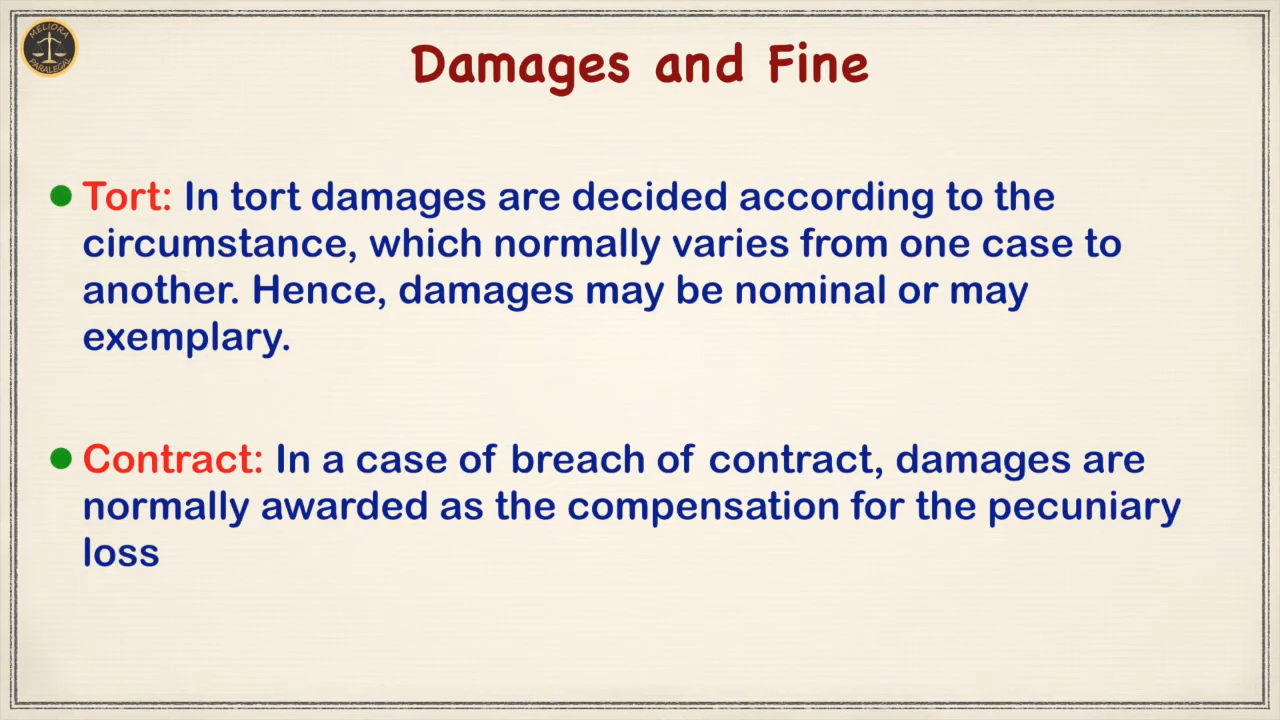 MELIORA
PARALEGAL
Damages and Fine
Tort: In tort damages are decided according to the
circumstance, which normally varies from one case to
another. Hence, damages may be nominal or may
exemplary.
Contract: In a case of breach of contract, damages are
normally awarded as the compensation for the pecuniary
loss